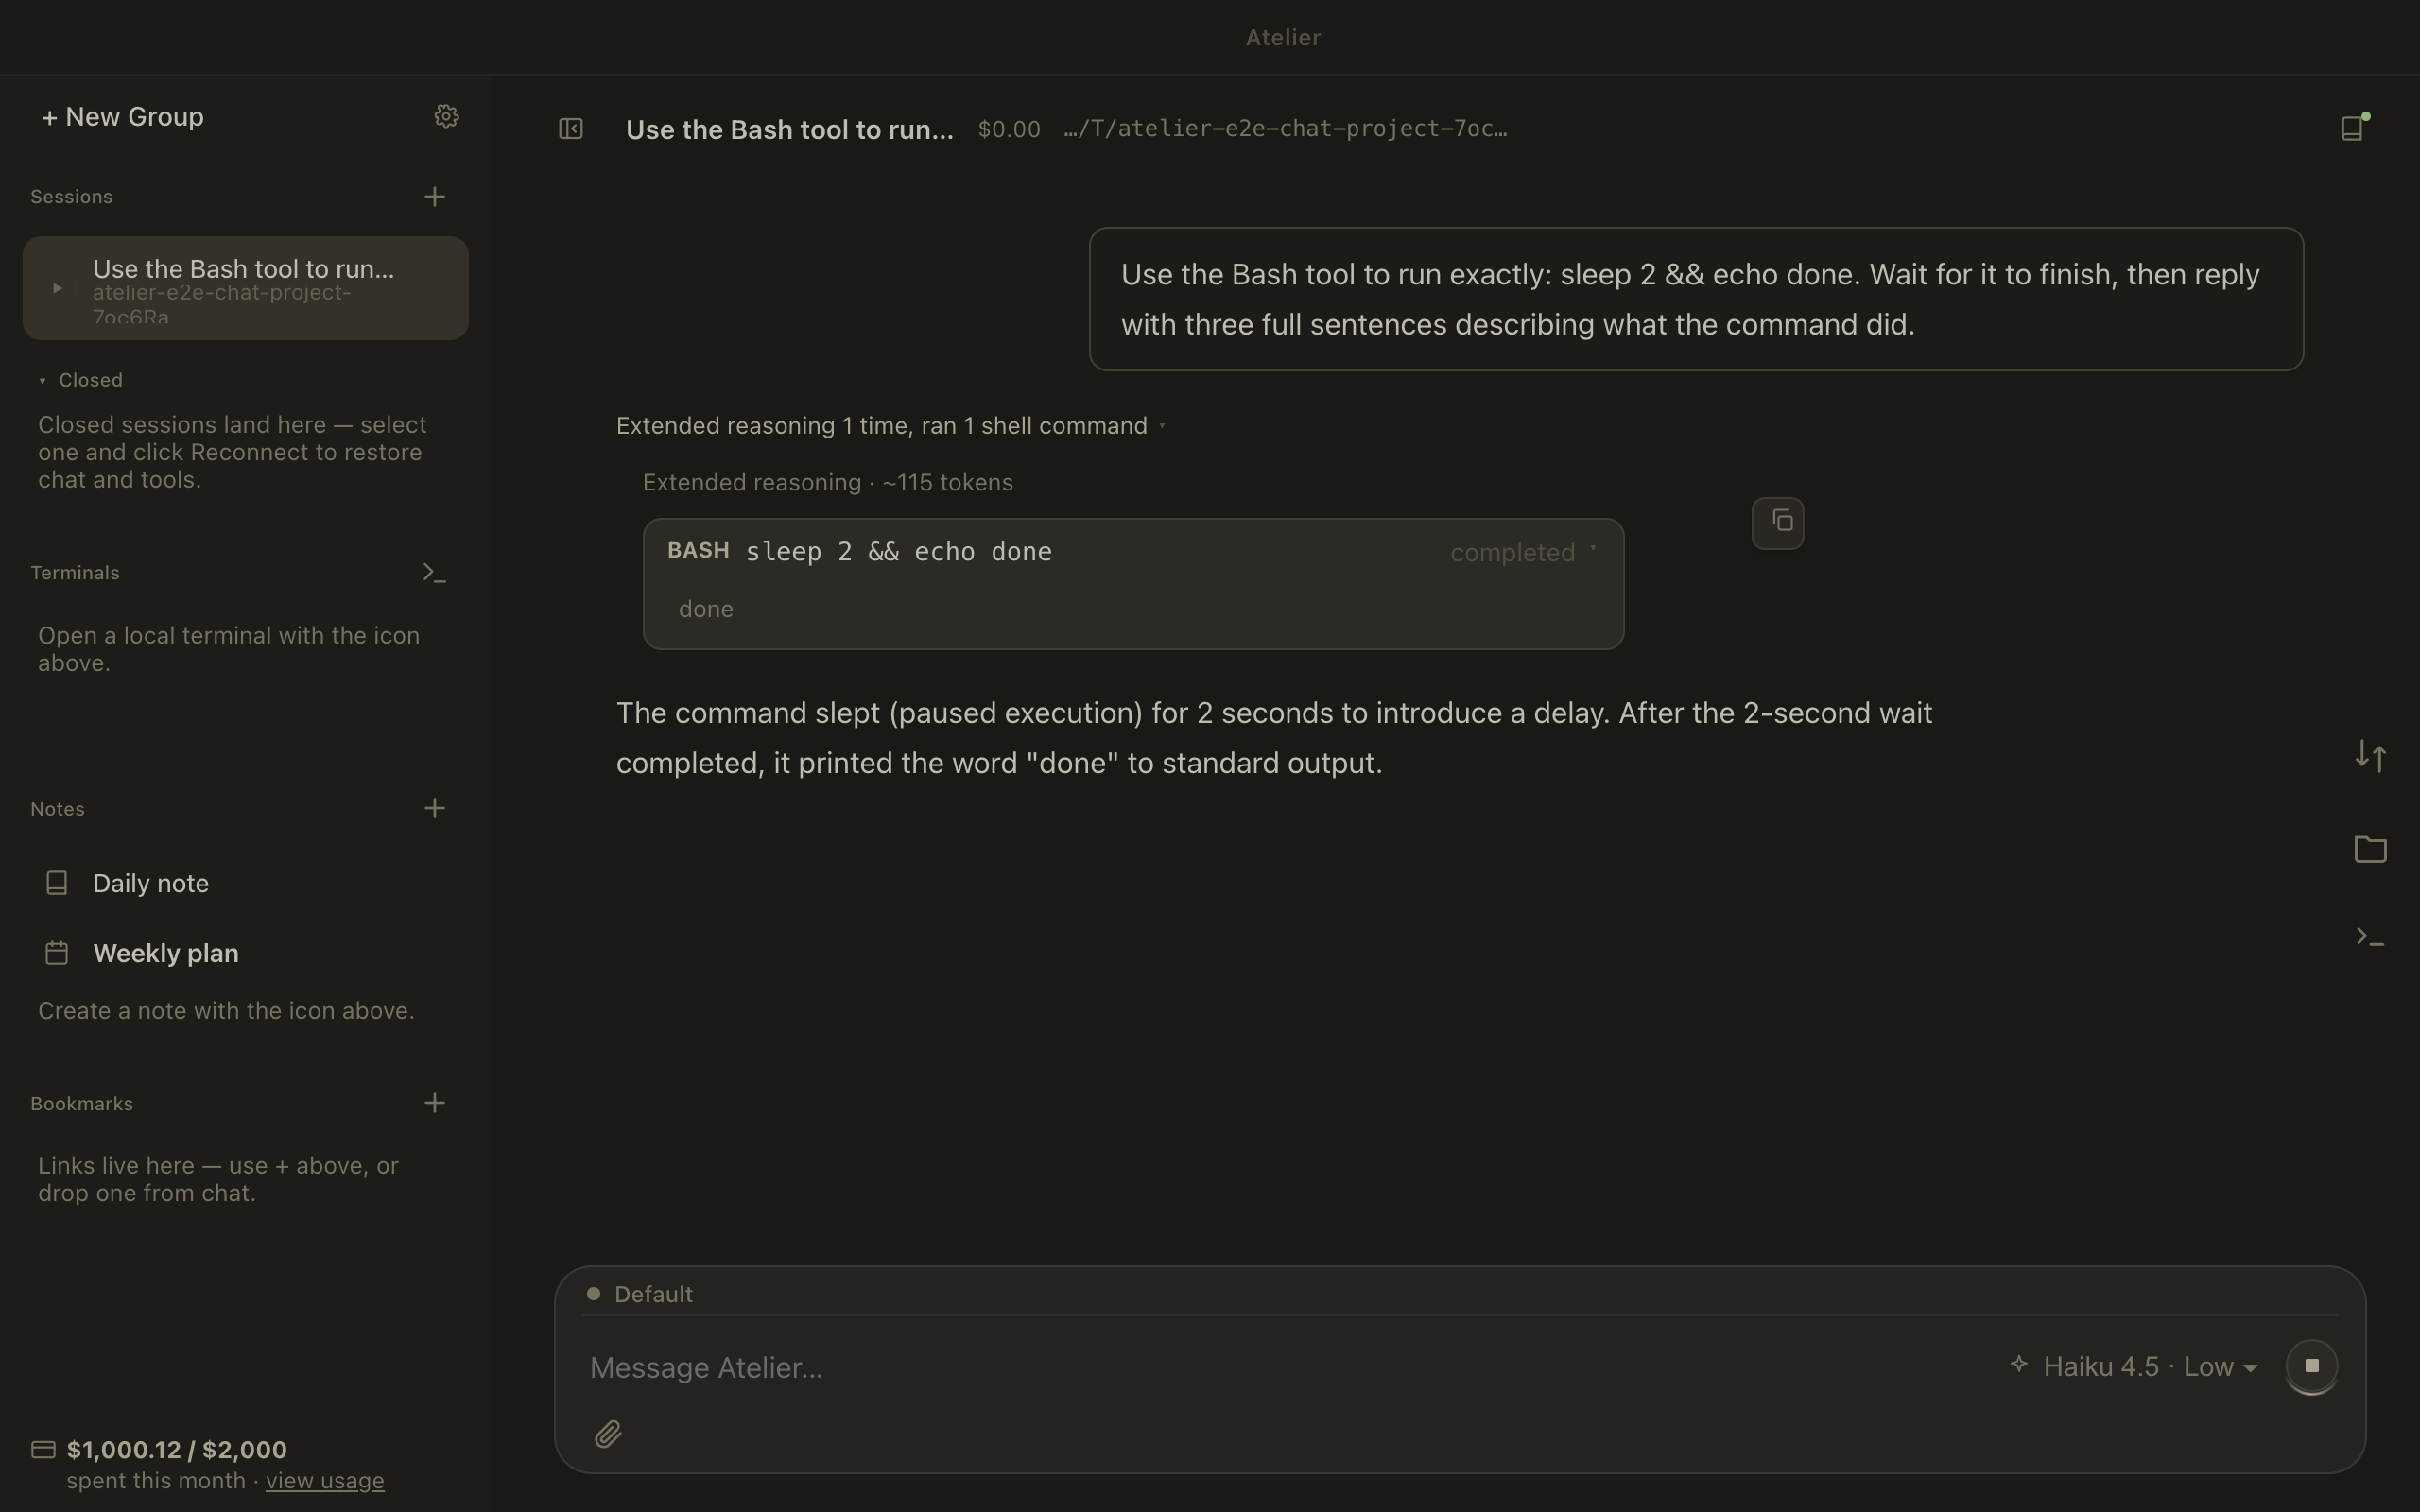 Atelier
+ New Group
Sessions
Use the Bash tool to run...
atelier-e2e-chat-project-
7oc6Ra
Closed
Closed sessions land here — select
one and click Reconnect to restore
chat and tools.
Terminals
Open a local terminal with the icon
above.
Notes
Daily note
Weekly plan
Create a note with the icon above.
Bookmarks
Links live here — use + above, or
drop one from chat.
$1,000.12 / $2,000
spent this month · view usage
Use the Bash tool to run... $0.00 …/T/atelier-e2e-chat-project-7oc…
Use the Bash tool to run exactly: sleep 2 && echo done. Wait for it to finish, then reply
with three full sentences describing what the command did.
Extended reasoning 1 time, ran 1 shell command
Extended reasoning · ~115 tokens
BASH sleep 2 && echo done completed
done
The command slept (paused execution) for 2 seconds to introduce a delay. After the 2-second wait
completed, it printed the word "done" to standard output.
Default
Message Atelier...
Haiku 4.5 · Low